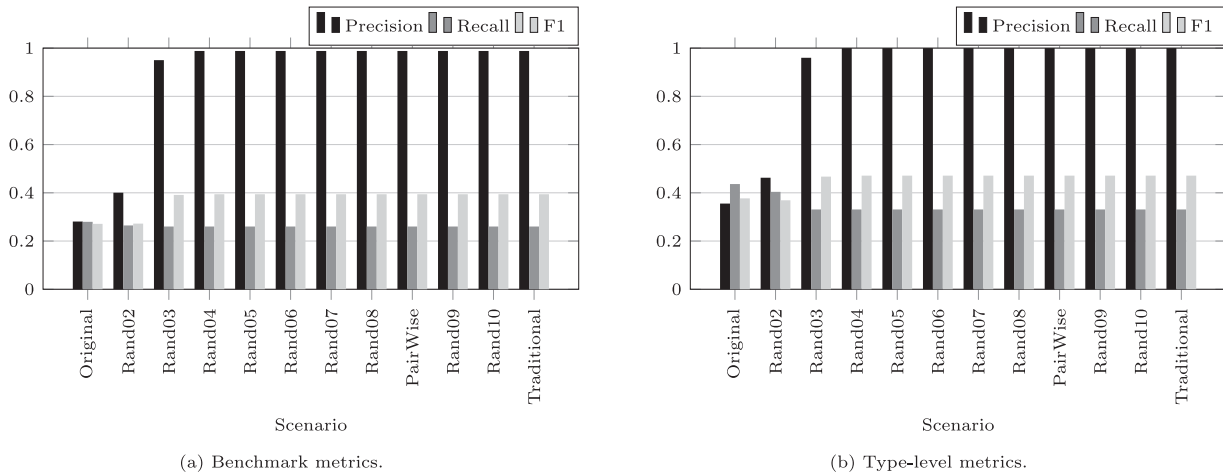 Precision Recall F1
1
0.8
0.6
0.4
0.2
0
Original
Rand02
Rand03
Rand04
Rand05
Rand06
Rand07
Rand08
PairWise
Rand09
Rand10
Traditional
Scenario
(a) Benchmark metrics.
Precision Recall F1
1
0.8
0.6
0.4
0.2
0
Original
Rand02
Rand03
Rand04
Rand05
Rand06
Rand07
Rand08
PairWise
Rand09
Rand10
Traditional
Scenario
(b) Type-level metrics.